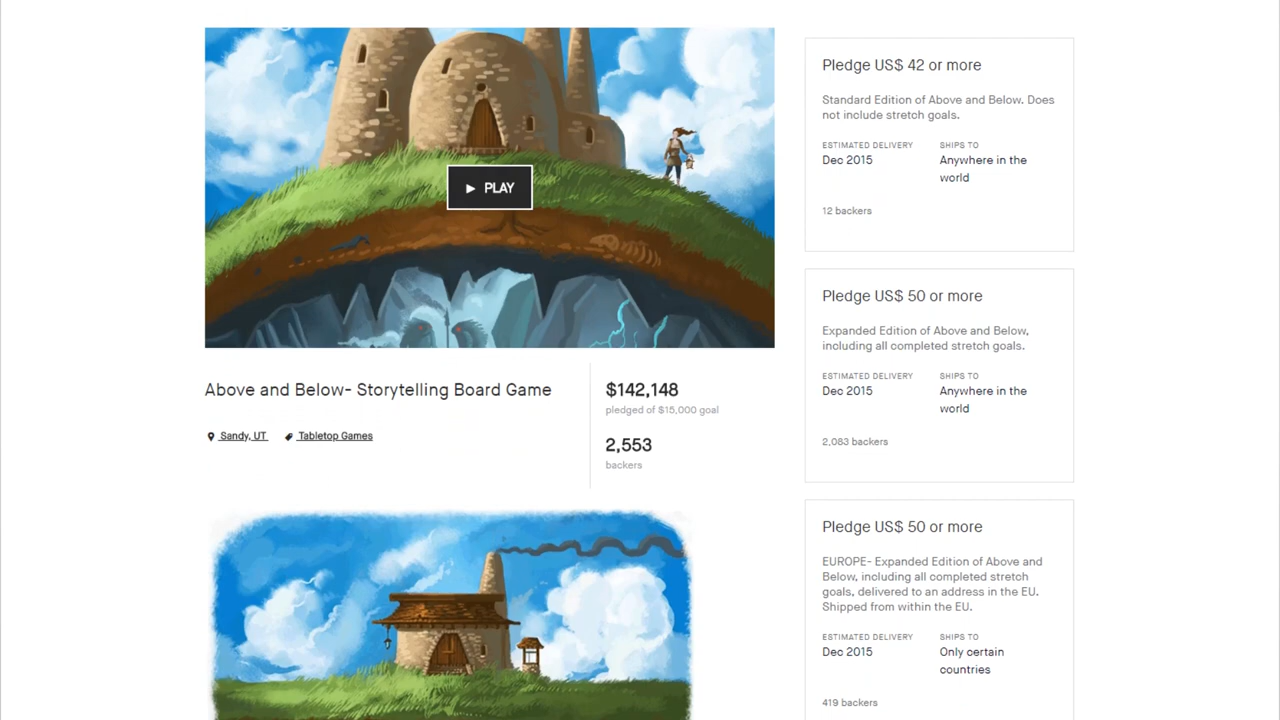 PLAY
Above and Below- Storytelling Board Game
Sandy, UT
Tabletop Games
$142,148
pledged of $15,000 goal
2,553
backers
Pledge US$ 42 or more
Standard Edition of Above and Below. Does
not include stretch goals.
ESTIMATED DELIVERY
Dec 2015
SHIPS TO
Anywhere in the
world
12 backers
Pledge US$ 50 or more
Expanded Edition of Above and Below,
including all completed stretch goals.
ESTIMATED DELIVERY
Dec 2015
SHIPS TO
Anywhere in the
world
2,083 backers
Pledge US$ 50 or more
EUROPE- Expanded Edition of Above and
Below, including all completed stretch
goals, delivered to an address in the EU.
Shipped from within the EU.
ESTIMATED DELIVERY
Dec 2015
SHIPS TO
Only certain
countries
419 backers